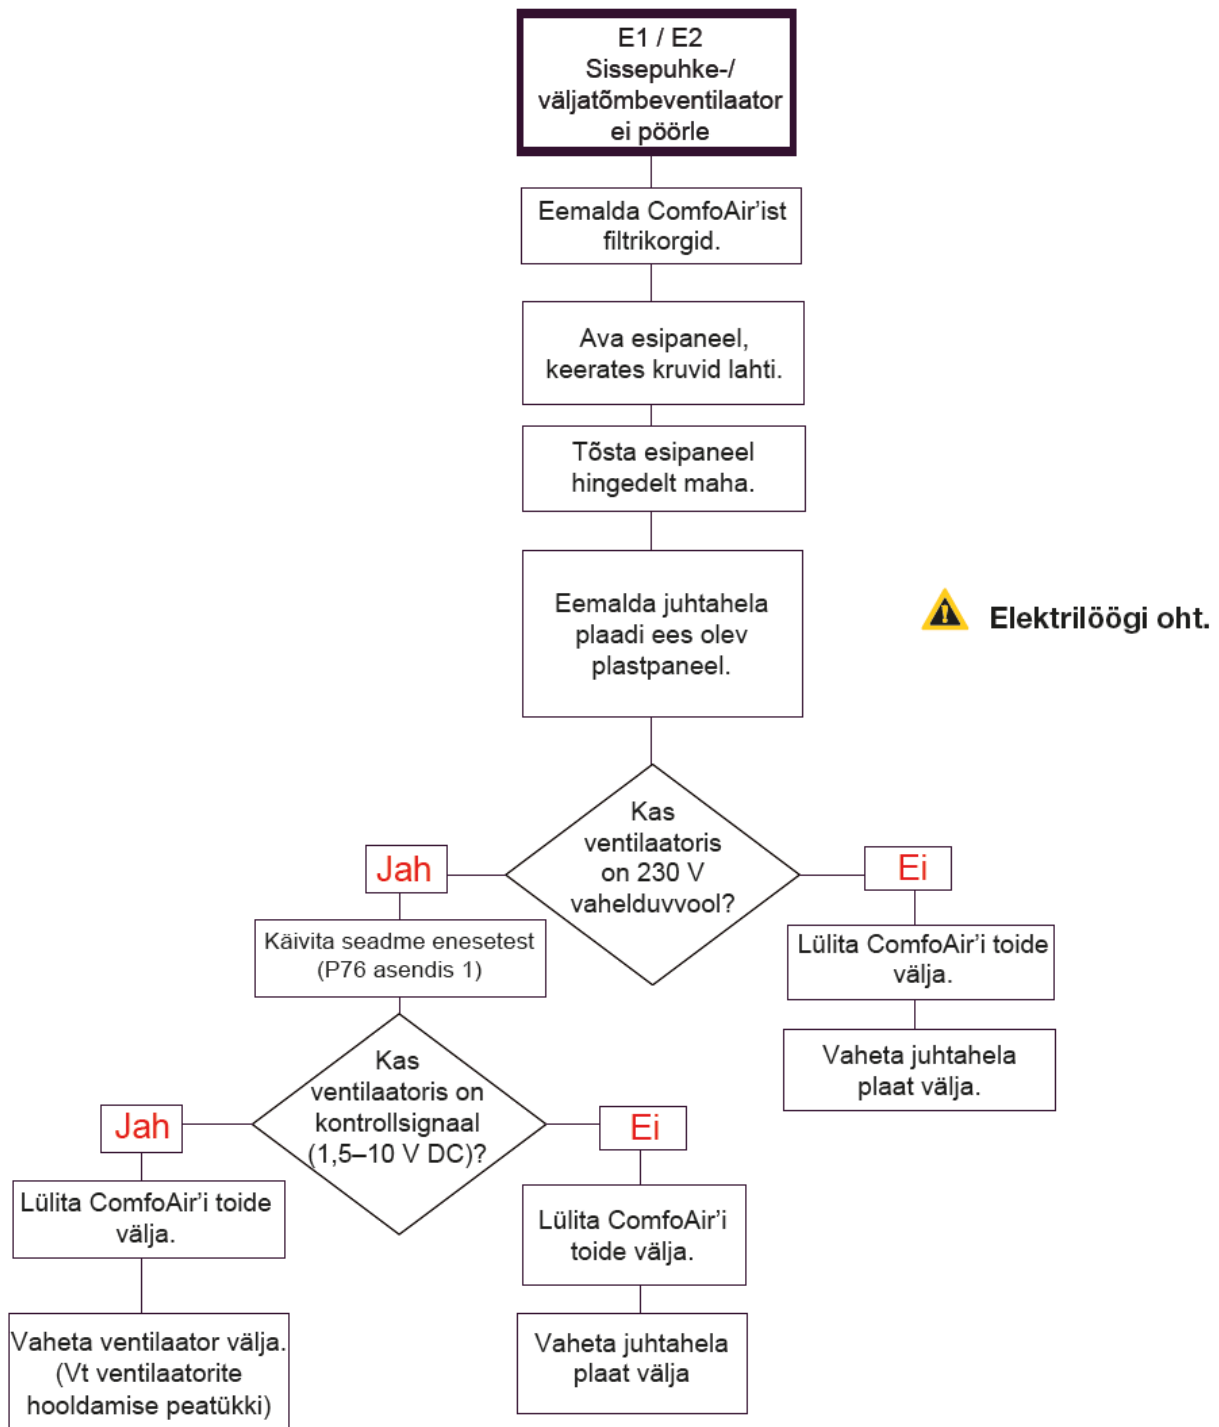 E1 / E2
Sissepuhke-/
väljatõmbeventilaator
ei pöörle
Eemalda ComfoAir’ist
filtrikorgid.
Ava esipaneel,
keerates kruvid lahti.
Tõsta esipaneel
hingedelt maha.
Eemalda juhtahela
plaadi ees olev
plastpaneel.
Elektrilöögi oht.
Kas
ventilaatoris
on 230 V
vahelduvvool?
Jah
Ei
Käivita seadme enesetest
(P76 asendis 1)
Lülita ComfoAir’i toide
välja.
Vaheta juhtahela
plaat välja.
Kas
ventilaatoris on
kontrollsignaal
(1,5–10 V DC)?
Jah
Ei
Lülita ComfoAir’i toide
välja.
Vaheta ventilaator välja.
(Vt ventilaatorite
hooldamise peatükki)
Lülita ComfoAir’i
toide välja.
Vaheta juhtahela
plaat välja